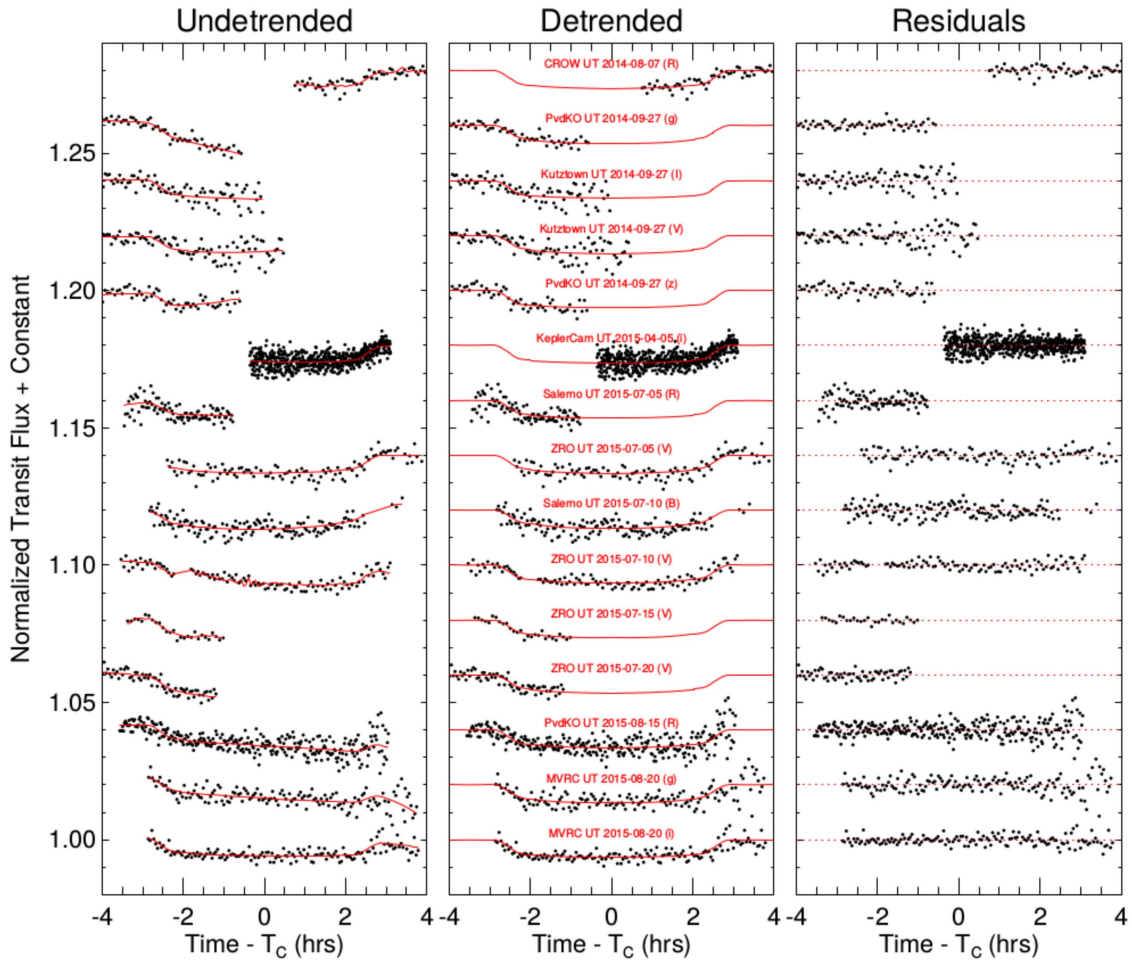 Undetrended Detrended Residuals
CROW UT 2014-08-07 (R)
PvdKO UT 2014-09-27 (g)
1.25
Kutztown UT 2014-09-27 (I)
Kutztown UT 2014-09-27 (V)
PvdKO UT 2014-09-27 (z)
1.20
KeplerCam UT 2015-04-05 (i)
Salerno UT 2015-07-05 (R)
1.15
ZRO UT 2015-07-05 (V)
Salerno UT 2015-07-10 (B)
ZRO UT 2015-07-10 (V)
1.10
ZRO UT 2015-07-15 (V)
ZRO UT 2015-07-20 (V)
1.05
PvdKO UT 2015-08-15 (R)
MVRC UT 2015-08-20 (g)
MVRC UT 2015-08-20 (i)
1.00
Normalized Transit Flux + Constant
-4 -2 0 2 4 -4 -2 0 2 4 -4 -2 0 2 4
Time - T_C (hrs) Time - T_C (hrs) Time - T_C (hrs)